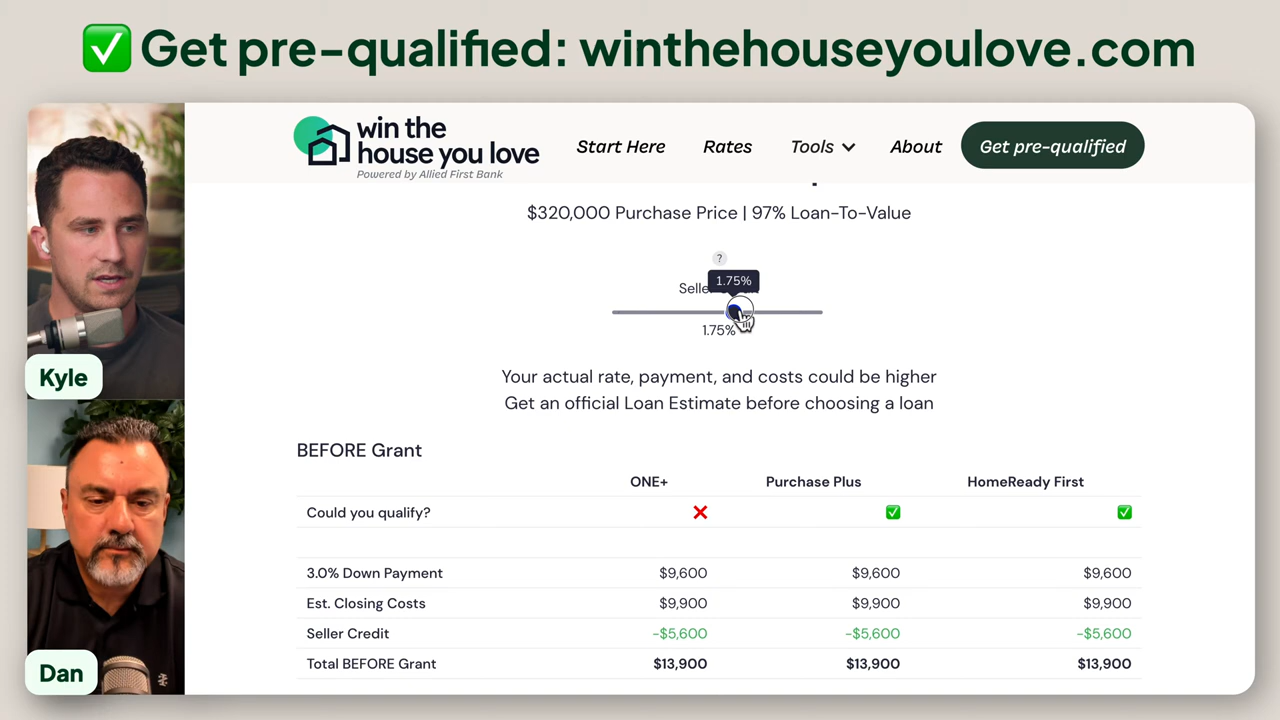 ✅ Get pre-qualified: winthehouseyoulove.com
win the
house you love
Powered by Allied First Bank
Start Here
Rates
Tools
About
Get pre-qualified
$320,000 Purchase Price | 97% Loan-To-Value
?
1.75%
1.75%
Your actual rate, payment, and costs could be higher
Get an official Loan Estimate before choosing a loan
BEFORE Grant
ONE+ Purchase Plus HomeReady First
Could you qualify? ❌ ✅ ✅
3.0% Down Payment $9,600 $9,600 $9,600
Est. Closing Costs $9,900 $9,900 $9,900
Seller Credit -$5,600 -$5,600 -$5,600
Total BEFORE Grant $13,900 $13,900 $13,900
Kyle
Dan